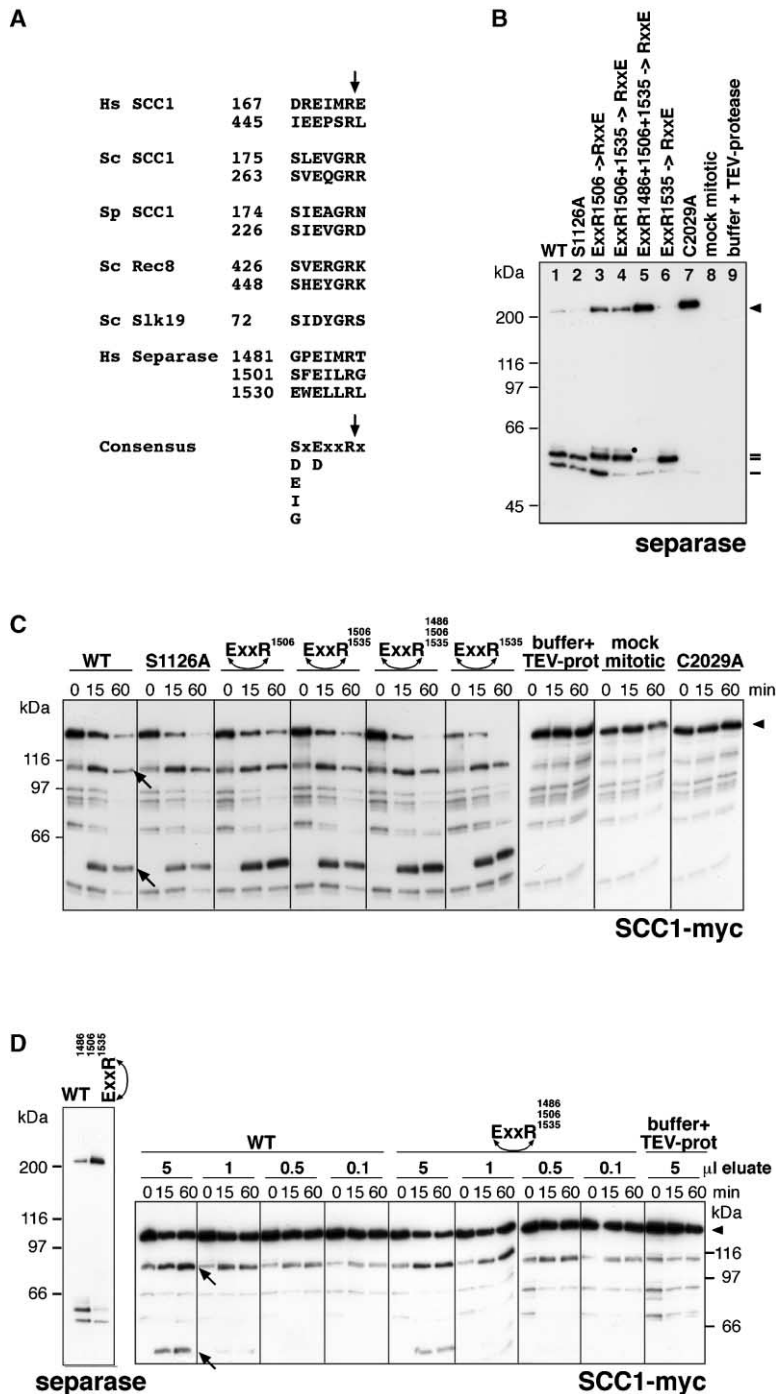 A
Hs SCC1 167 DREIMRE
445 IEEPSRL
Sc SCC1 175 SLEVGRR
263 SVEQGRR
Sp SCC1 174 SIEAGRN
226 SIEVGRD
Sc Rec8 426 SVERGRK
448 SHEYGRK
Sc Slk19 72 SIDYGRS
Hs Separase 1481 GPEIMRT
1501 SFEILRG
1530 EWELLRL
Consensus SxExxRx
D D
E
I
G
B
WT
S1126A
ExxR1506 ->RxxE
ExxR1506+1535 -> RxxE
ExxR1486+1506+1535 -> RxxE
ExxR1535 -> RxxE
C2029A
mock mitotic
buffer + TEV-protease
kDa 1 2 3 4 5 6 7 8 9
200
116
97
66
45
separase
C
WT S1126A ExxR 1506 ExxR 1506 1535 ExxR 1486 1506 1535 ExxR 1535 buffer+ TEV-prot mock mitotic C2029A
0 15 60 0 15 60 0 15 60 0 15 60 0 15 60 0 15 60 0 15 60 0 15 60 0 15 60 min
kDa
116
97
66
SCC1-myc
D
1486
1506
1535
WT ExxR
kDa
200
116
97
66
separase
WT ExxR 1486 1506 1535 buffer+ TEV-prot
5 1 0.5 0.1 5 1 0.5 0.1 5 µl eluate
0 15 60 0 15 60 0 15 60 0 15 60 0 15 60 0 15 60 0 15 60 0 15 60 0 15 60 min
kDa
116
97
66
SCC1-myc